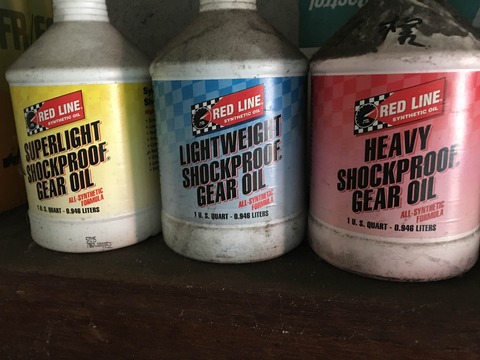 RED LINE
SYNTHETIC OIL
SUPERLIGHT
SHOCKPROOF
GEAR OIL
ALL-SYNTHETIC
FORMULA
1 U. S. QUART - 0.946 LITERS
RED LINE
SYNTHETIC OIL
LIGHTWEIGHT
SHOCKPROOF
GEAR OIL
ALL-SYNTHETIC
FORMULA
1 U. S. QUART - 0.946 LITERS
RED LINE
SYNTHETIC OIL
HEAVY
SHOCKPROOF
GEAR OIL
ALL-SYNTHETIC
FORMULA
1 U. S. QUART - 0.946 LITERS